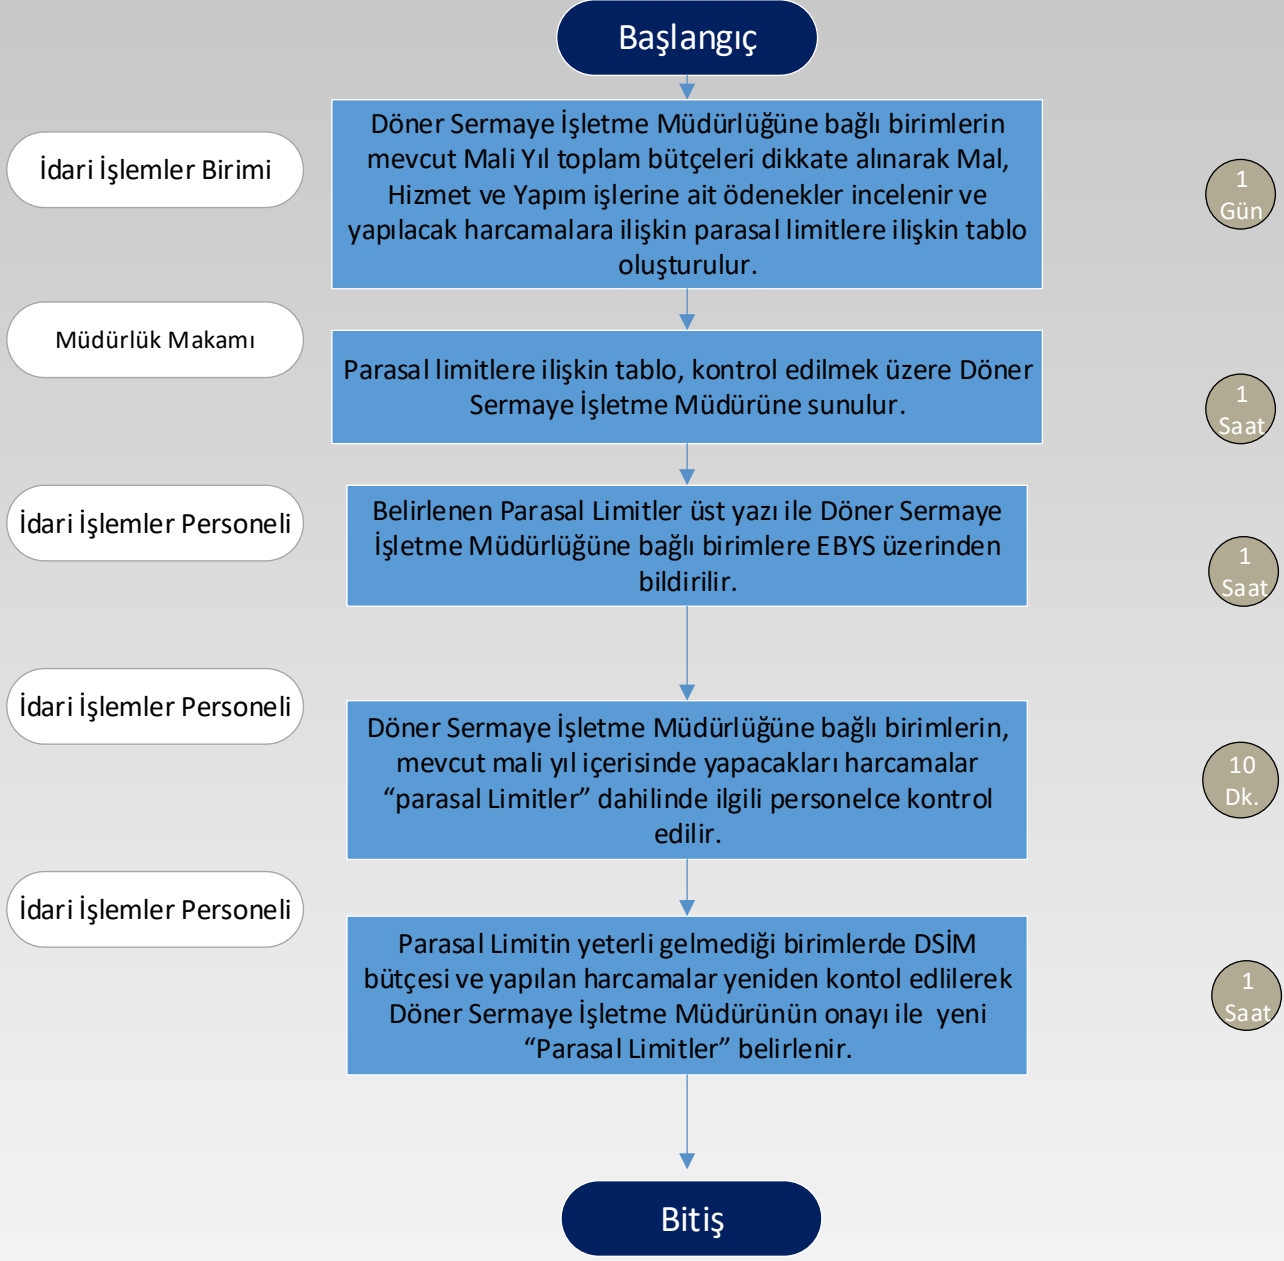 Başlangıç
İdari İşlemler Birimi
Döner Sermaye İşletme Müdürlüğüne bağlı birimlerin
mevcut Mali Yıl toplam bütçeleri dikkate alınarak Mal,
Hizmet ve Yapım işlerine ait ödenekler incelenir ve
yapılacak harcamalara ilişkin parasal limitlere ilişkin tablo
oluşturulur.
1
Gün
Müdürlük Makamı
Parasal limitlere ilişkin tablo, kontrol edilmek üzere Döner
Sermaye İşletme Müdürüne sunulur.
1
Saat
İdari İşlemler Personeli
Belirlenen Parasal Limitler üst yazı ile Döner Sermaye
İşletme Müdürlüğüne bağlı birimlere EBYS üzerinden
bildirilir.
1
Saat
İdari İşlemler Personeli
Döner Sermaye İşletme Müdürlüğüne bağlı birimlerin,
mevcut mali yıl içerisinde yapacakları harcamalar
“parasal Limitler” dahilinde ilgili personelce kontrol
edilir.
10
Dk.
İdari İşlemler Personeli
Parasal Limitin yeterli gelmediği birimlerde DSİM
bütçesi ve yapılan harcamalar yeniden kontol edlilerek
Döner Sermaye İşletme Müdürünün onayı ile yeni
“Parasal Limitler” belirlenir.
1
Saat
Bitiş